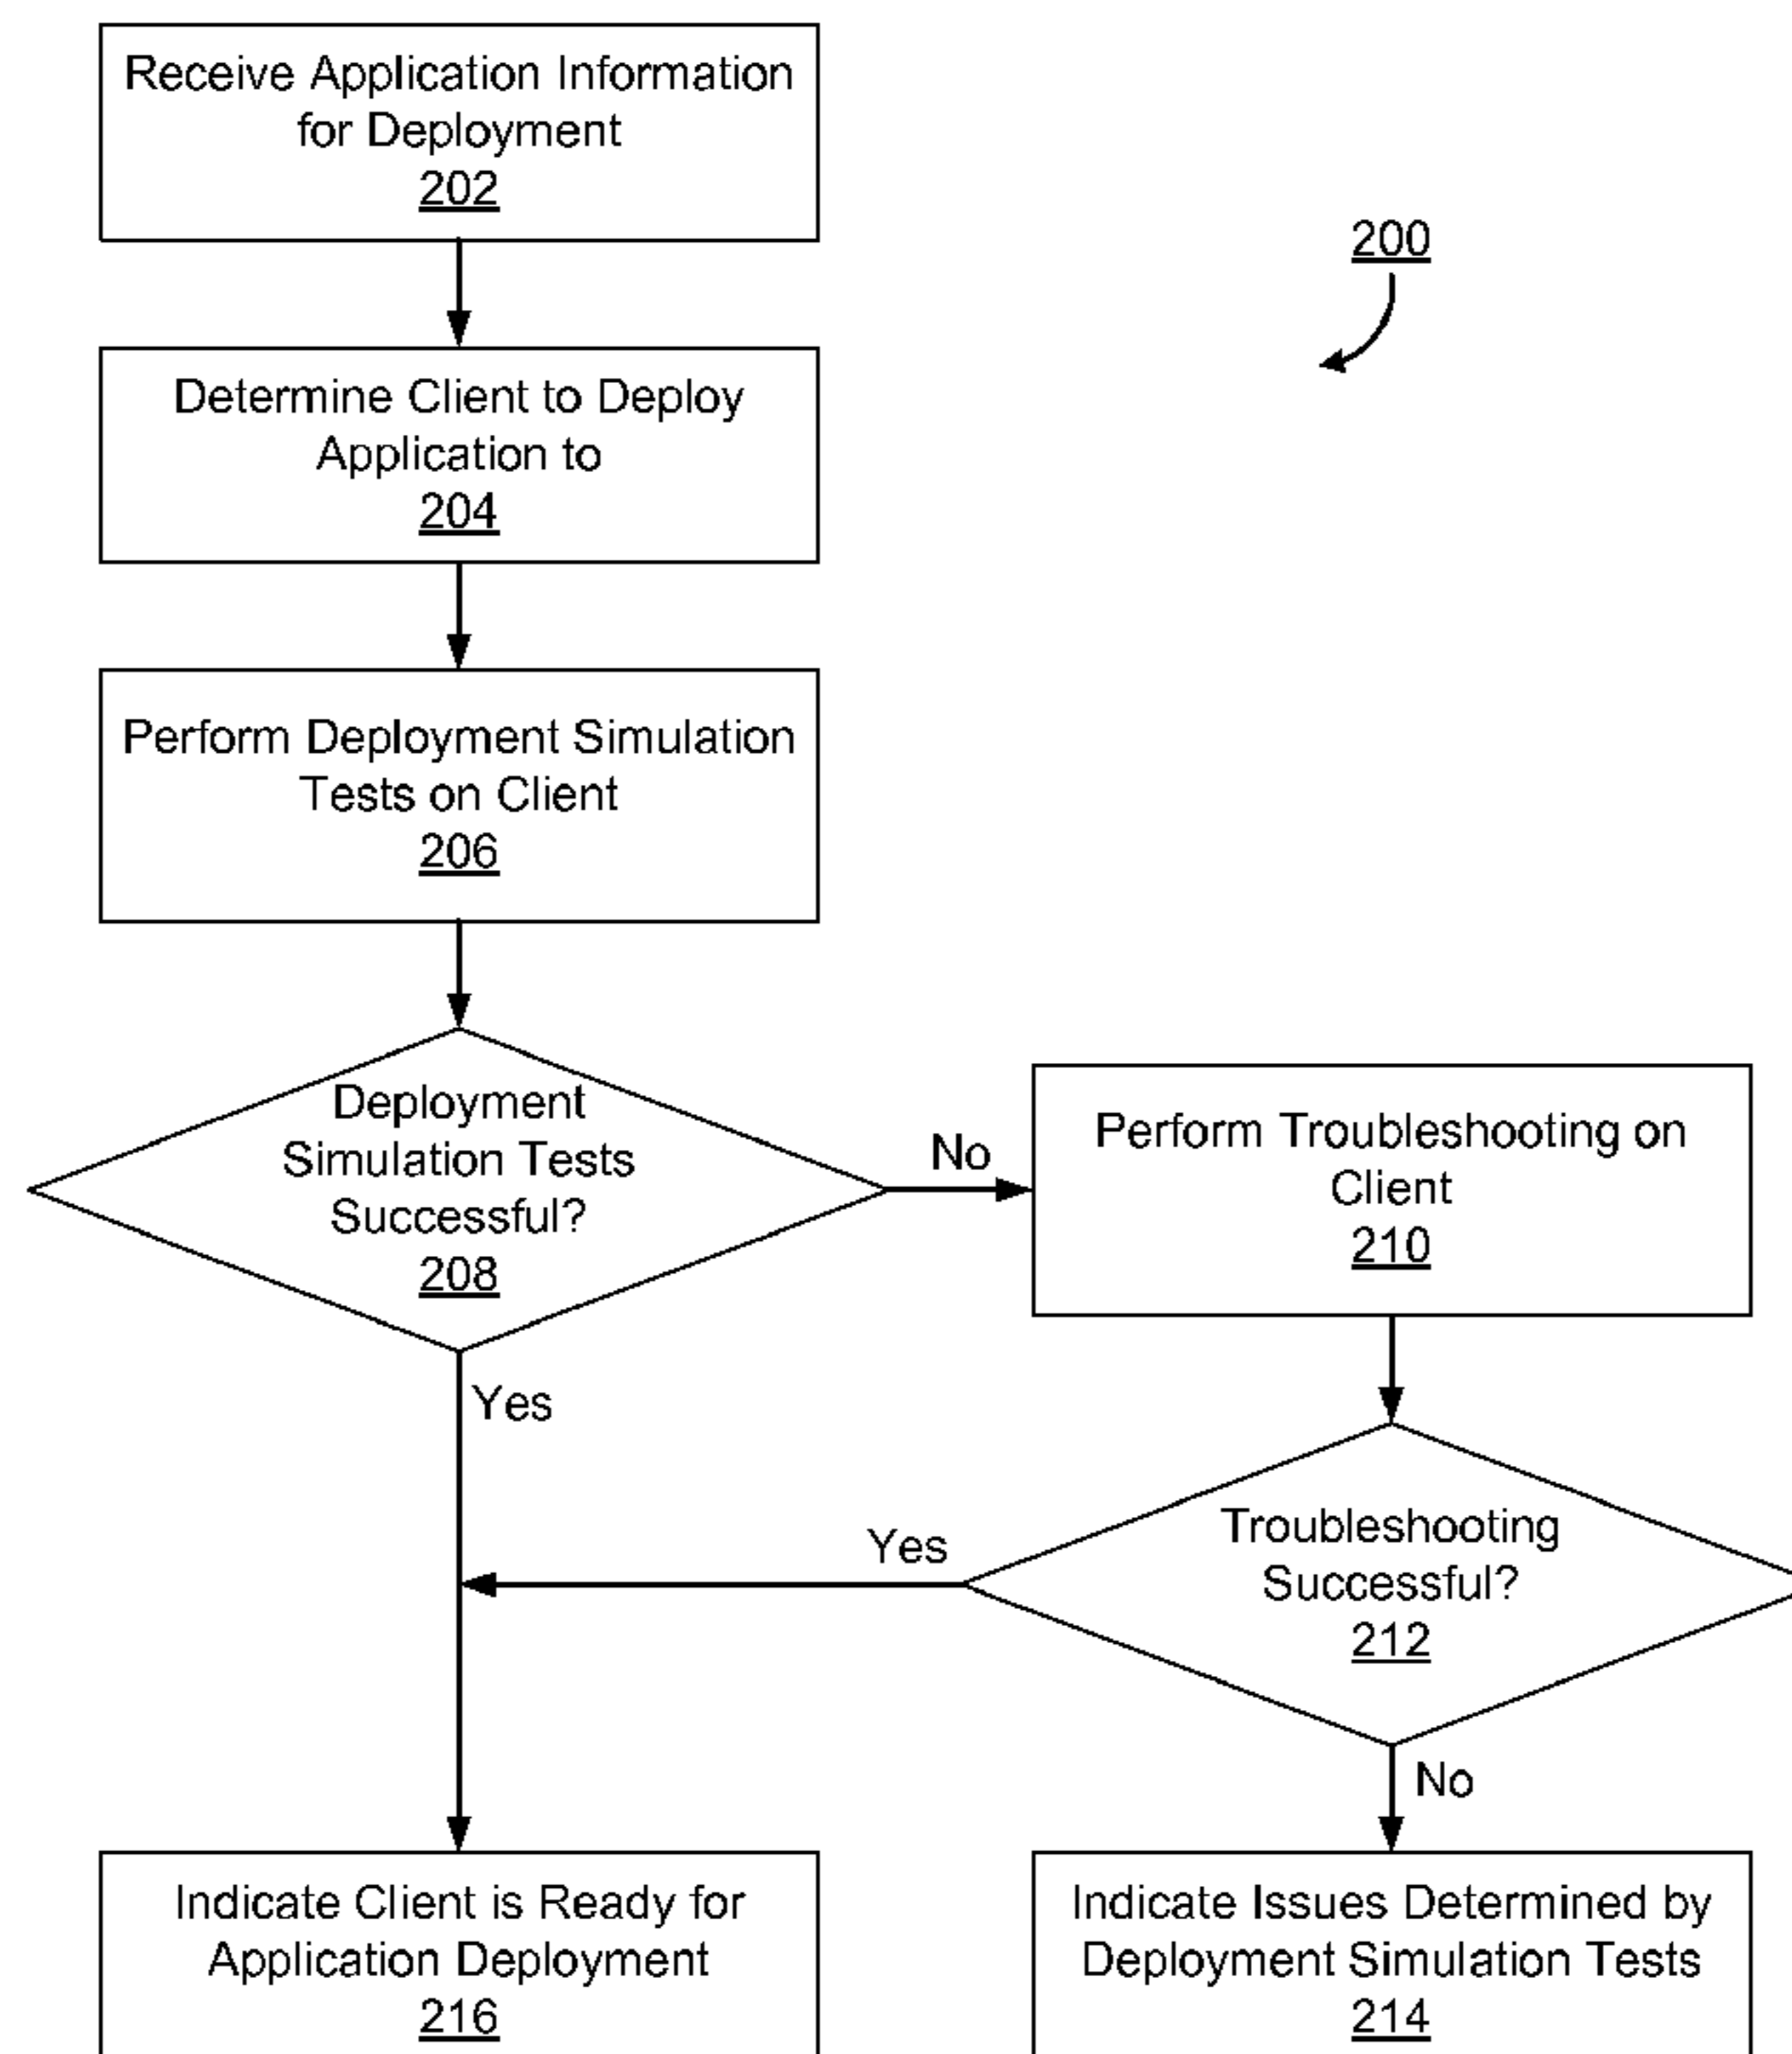 Receive Application Information
for Deployment
202
200
Determine Client to Deploy
Application to
204
Perform Deployment Simulation
Tests on Client
206
Deployment
Simulation Tests
Successful?
208
No
Perform Troubleshooting on
Client
210
Yes
Troubleshooting
Successful?
212
Yes
No
Indicate Client is Ready for
Application Deployment
216
Indicate Issues Determined by
Deployment Simulation Tests
214